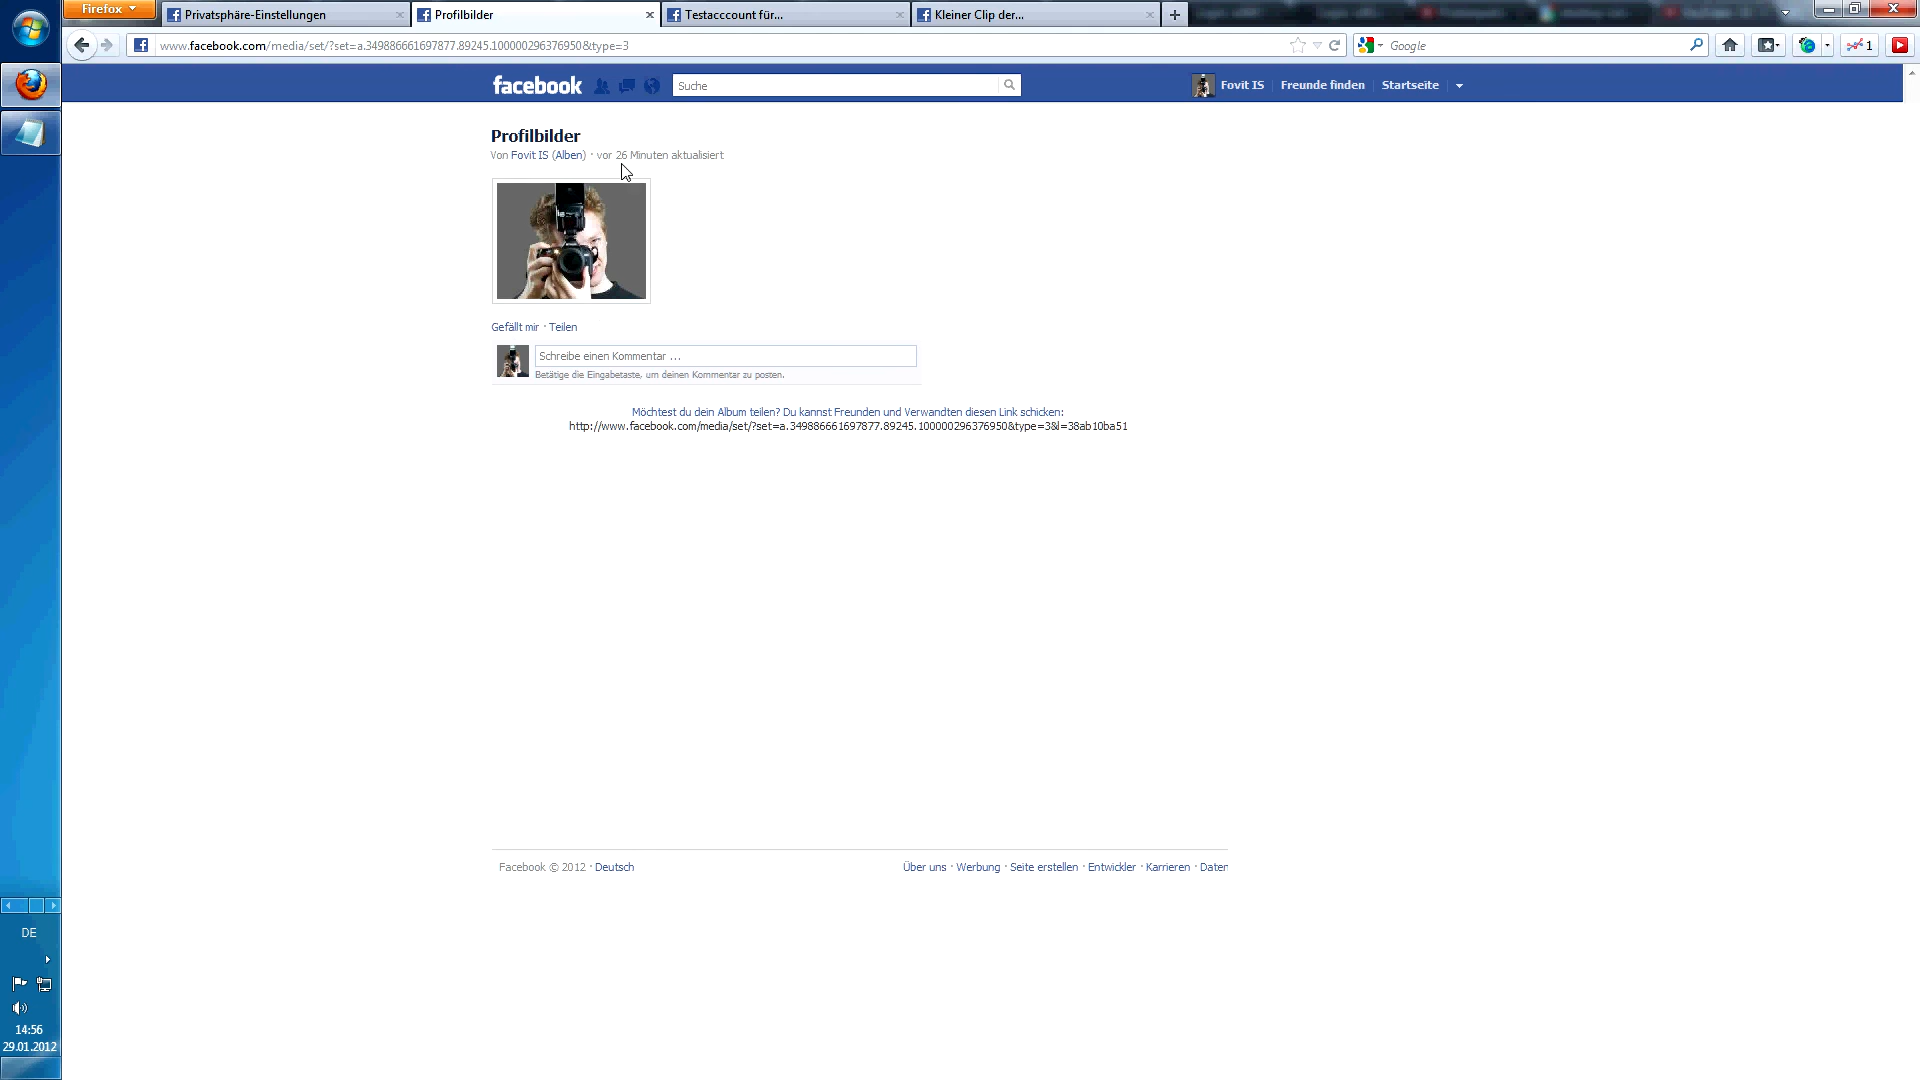 Firefox
Privatsphäre-Einstellungen
Profilbilder
Testacccount für...
Kleiner Clip der...
www.facebook.com/media/set/?set=a.349886661697877.89245.100000296376950&type=3
Google
1
facebook
Suche
Fovit IS
Freunde finden
Startseite
Profilbilder
Von Fovit IS (Alben) · vor 26 Minuten aktualisiert
Gefällt mir · Teilen
Schreibe einen Kommentar ...
Betätige die Eingabetaste, um deinen Kommentar zu posten.
Möchtest du dein Album teilen? Du kannst Freunden und Verwandten diesen Link schicken:
http://www.facebook.com/media/set/?set=a.349886661697877.89245.100000296376950&type=3&l=38ab10ba51
Facebook © 2012 · Deutsch
Über uns · Werbung · Seite erstellen · Entwickler · Karrieren · Daten
DE
14:56
29.01.2012